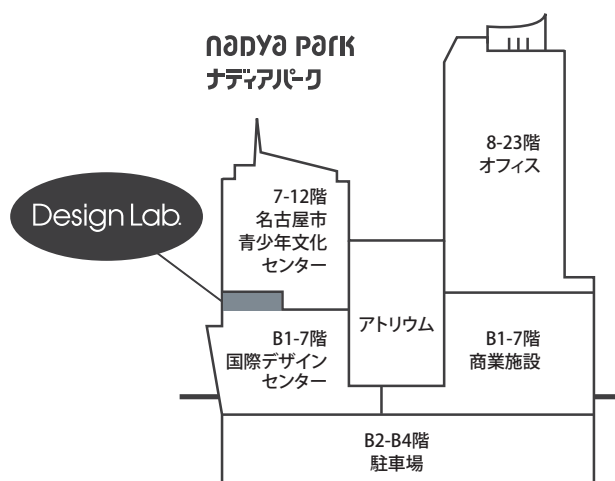 nadya park
ナディアパーク
8-23階
オフィス
7-12階
名古屋市
青少年文化
センター
Design Lab.
アトリウム
B1-7階
国際デザイン
センター
B1-7階
商業施設
B2-B4階
駐車場